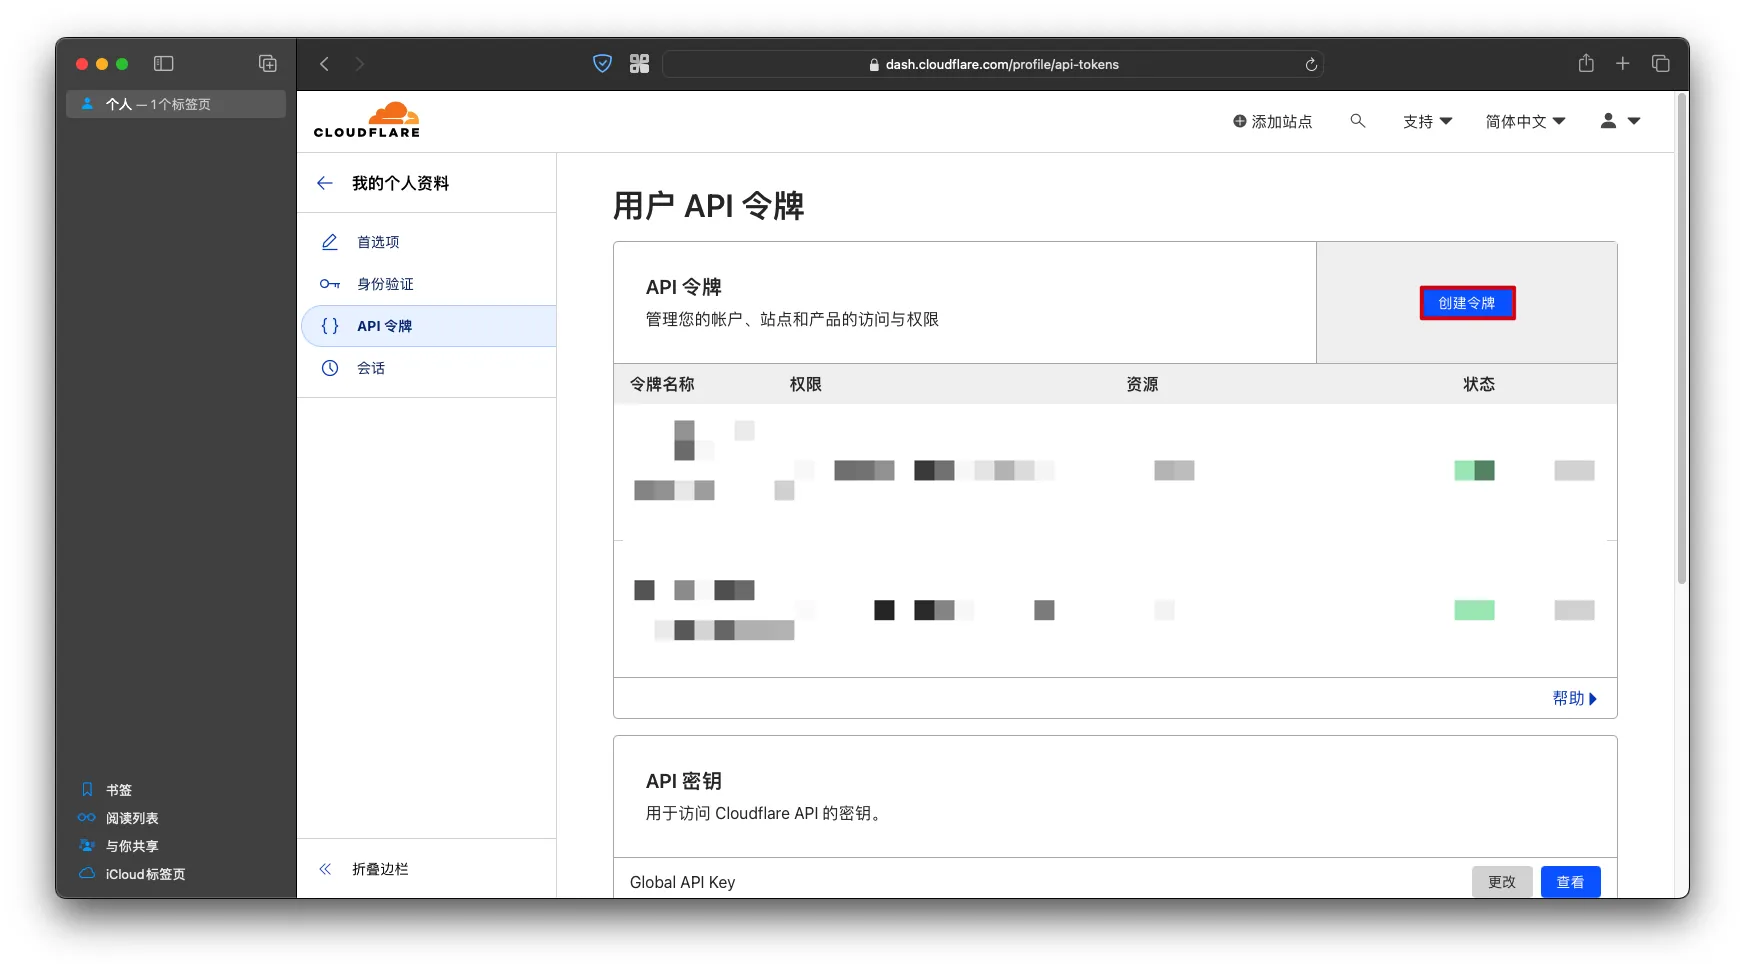 dash.cloudflare.com/profile/api-tokens
个人 — 1个标签页
CLOUDFLARE
添加站点
支持
简体中文
我的个人资料
首选项
身份验证
API 令牌
会话
用户 API 令牌
API 令牌
管理您的帐户、站点和产品的访问与权限
创建令牌
令牌名称 权限 资源 状态
帮助
API 密钥
用于访问 Cloudflare API 的密钥。
Global API Key
更改
查看
书签
阅读列表
与你共享
iCloud标签页
折叠边栏